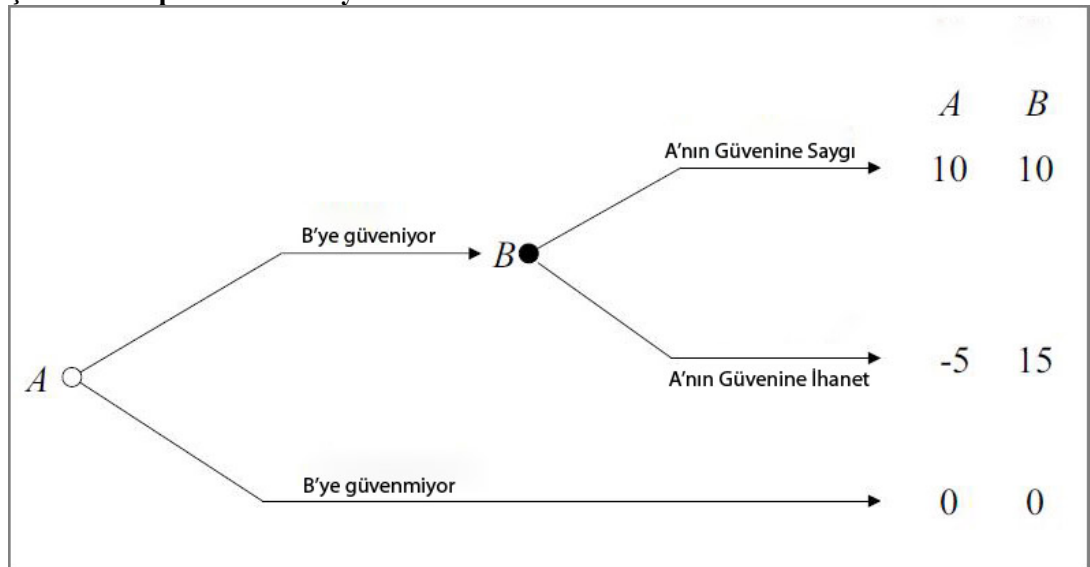 A B
A'nın Güvenine Saygı
10 10
B'ye güveniyor
B
-5 15
A
A'nın Güvenine İhanet
B'ye güvenmiyor
0 0